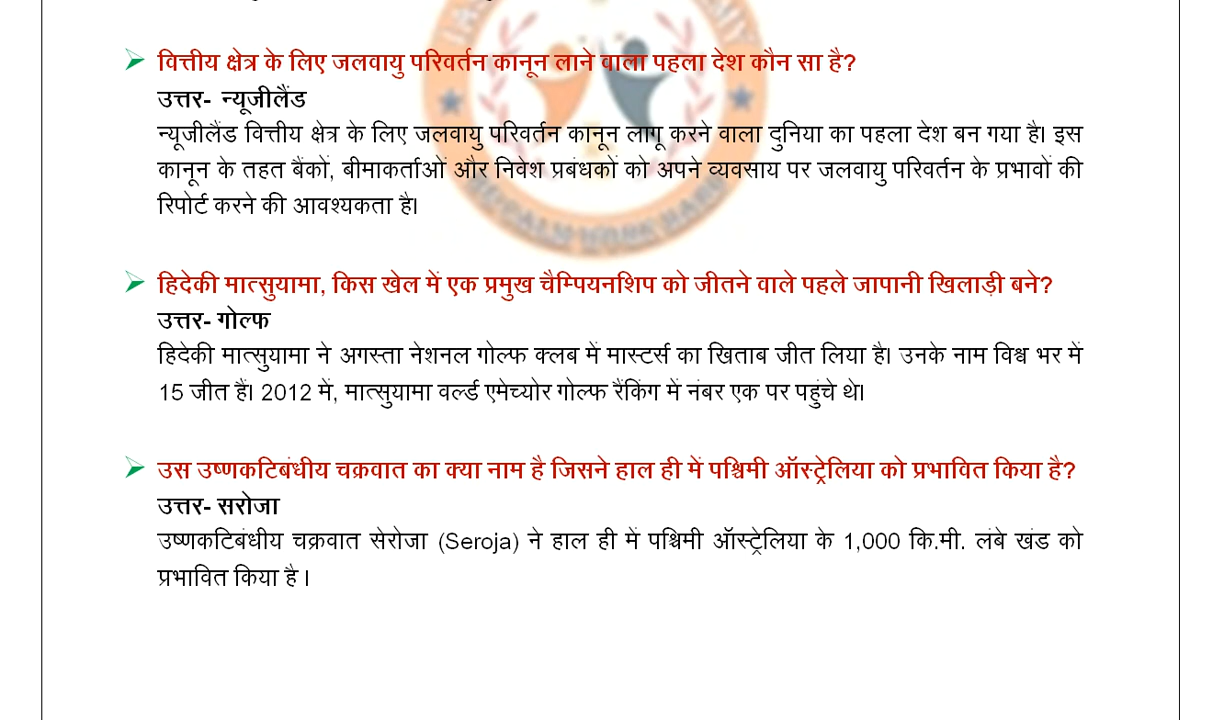 ➢ वित्तीय क्षेत्र के लिए जलवायु परिवर्तन कानून लाने वाला पहला देश कौन सा है?
उत्तर- न्यूजीलैंड
न्यूजीलैंड वित्तीय क्षेत्र के लिए जलवायु परिवर्तन कानून लागू करने वाला दुनिया का पहला देश बन गया है। इस
कानून के तहत बैंकों, बीमाकर्ताओं और निवेश प्रबंधकों को अपने व्यवसाय पर जलवायु परिवर्तन के प्रभावों की
रिपोर्ट करने की आवश्यकता है।
➢ हिदेकी मात्सुयामा, किस खेल में एक प्रमुख चैम्पियनशिप को जीतने वाले पहले जापानी खिलाड़ी बने?
उत्तर- गोल्फ
हिदेकी मात्सुयामा ने अगस्ता नेशनल गोल्फ क्लब में मास्टर्स का खिताब जीत लिया है। उनके नाम विश्व भर में
15 जीत हैं। 2012 में, मात्सुयामा वर्ल्ड एमेच्योर गोल्फ रैंकिंग में नंबर एक पर पहुंचे थे।
➢ उस उष्णकटिबंधीय चक्रवात का क्या नाम है जिसने हाल ही में पश्चिमी ऑस्ट्रेलिया को प्रभावित किया है?
उत्तर- सरोजा
उष्णकटिबंधीय चक्रवात सेरोजा (Seroja) ने हाल ही में पश्चिमी ऑस्ट्रेलिया के 1,000 कि.मी. लंबे खंड को
प्रभावित किया है ।